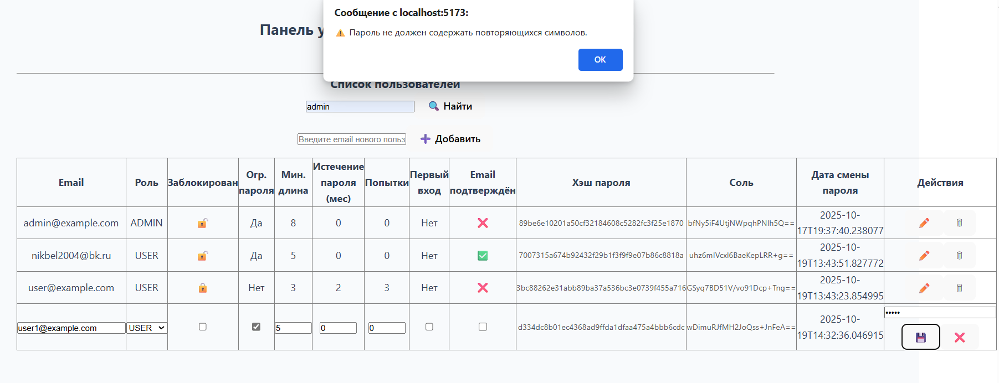 Сообщение с localhost:5173:
⚠️ Пароль не должен содержать повторяющихся символов.
OK
Панель у
Список пользователей
admin
🔍 Найти
Введите email нового польз
➕ Добавить
Email Роль Заблокирован Огр. пароля Мин. длина Истечение пароля (мес) Попытки Первый вход Email подтверждён Хэш пароля Соль Дата смены пароля Действия
admin@example.com ADMIN 🔓 Да 8 0 0 Нет ❌ 89be6e10201a50cf32184608c5282fc3f25e1870 bfNy5iF4UtjNWpqhPNlh5Q== 2025-10-17T19:37:40.238077
nikbel2004@bk.ru USER 🔓 Да 5 0 0 Нет ✅ 7007315a674b92432f29b1f3f9f9e07b86c8818a uhz6mlVcxl6BaeKepLRR+g== 2025-10-19T13:43:51.827772
user@example.com USER 🔒 Нет 3 2 3 Нет ❌ 3bc88262e31abb89ba37a536bc3e0739f455a716 GSyq7BD51V/vo91Dcp+Tng== 2025-10-19T13:43:23.854995
user1@example.com USER 5 0 0 d334dc8b01ec4368ad9ffda1dfaa475a4bbb6cdc wDimuRJfMH2JoQss+JnFeA== 2025-10-19T14:32:36.046915 •••••